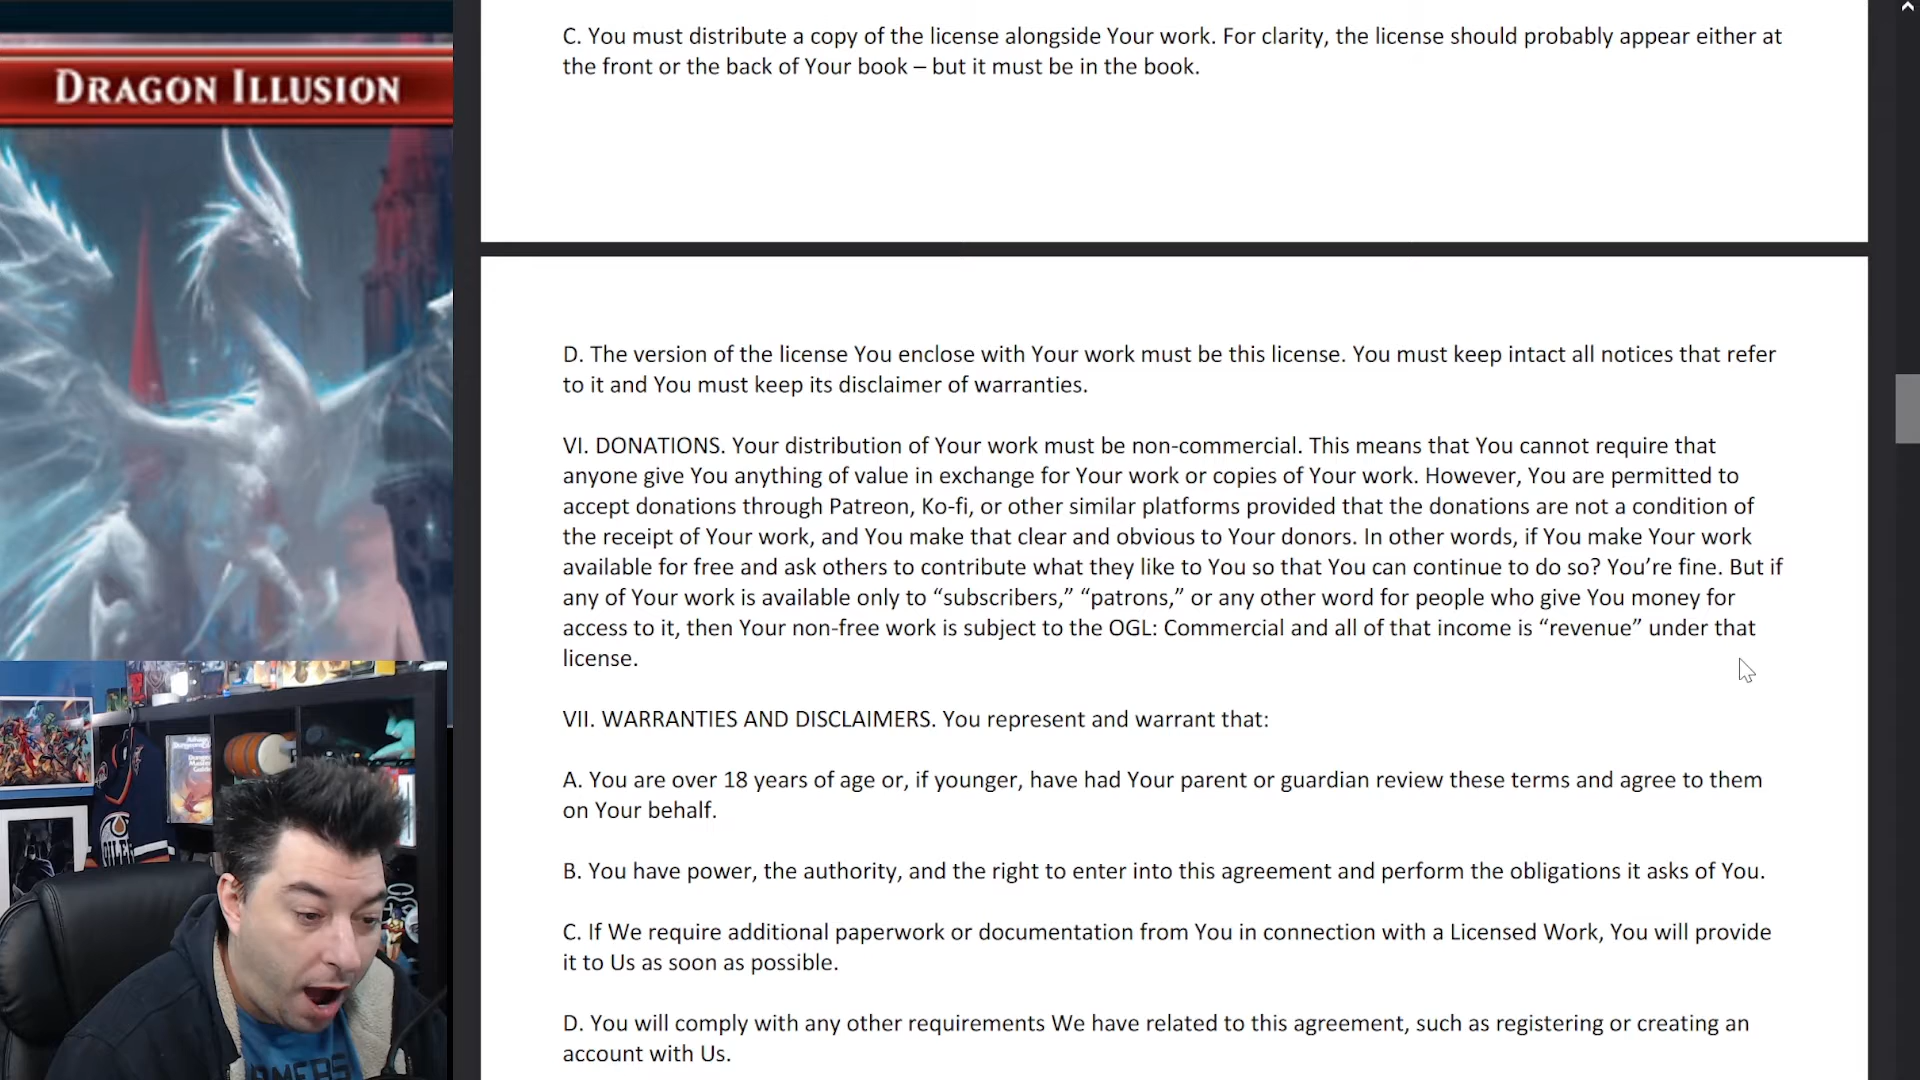 DRAGON ILLUSION
C. You must distribute a copy of the license alongside Your work. For clarity, the license should probably appear either at
the front or the back of Your book – but it must be in the book.
D. The version of the license You enclose with Your work must be this license. You must keep intact all notices that refer
to it and You must keep its disclaimer of warranties.
VI. DONATIONS. Your distribution of Your work must be non-commercial. This means that You cannot require that
anyone give You anything of value in exchange for Your work or copies of Your work. However, You are permitted to
accept donations through Patreon, Ko-fi, or other similar platforms provided that the donations are not a condition of
the receipt of Your work, and You make that clear and obvious to Your donors. In other words, if You make Your work
available for free and ask others to contribute what they like to You so that You can continue to do so? You’re fine. But if
any of Your work is available only to “subscribers,” “patrons,” or any other word for people who give You money for
access to it, then Your non-free work is subject to the OGL: Commercial and all of that income is “revenue” under that
license.
VII. WARRANTIES AND DISCLAIMERS. You represent and warrant that:
A. You are over 18 years of age or, if younger, have had Your parent or guardian review these terms and agree to them
on Your behalf.
B. You have power, the authority, and the right to enter into this agreement and perform the obligations it asks of You.
C. If We require additional paperwork or documentation from You in connection with a Licensed Work, You will provide
it to Us as soon as possible.
D. You will comply with any other requirements We have related to this agreement, such as registering or creating an
account with Us.